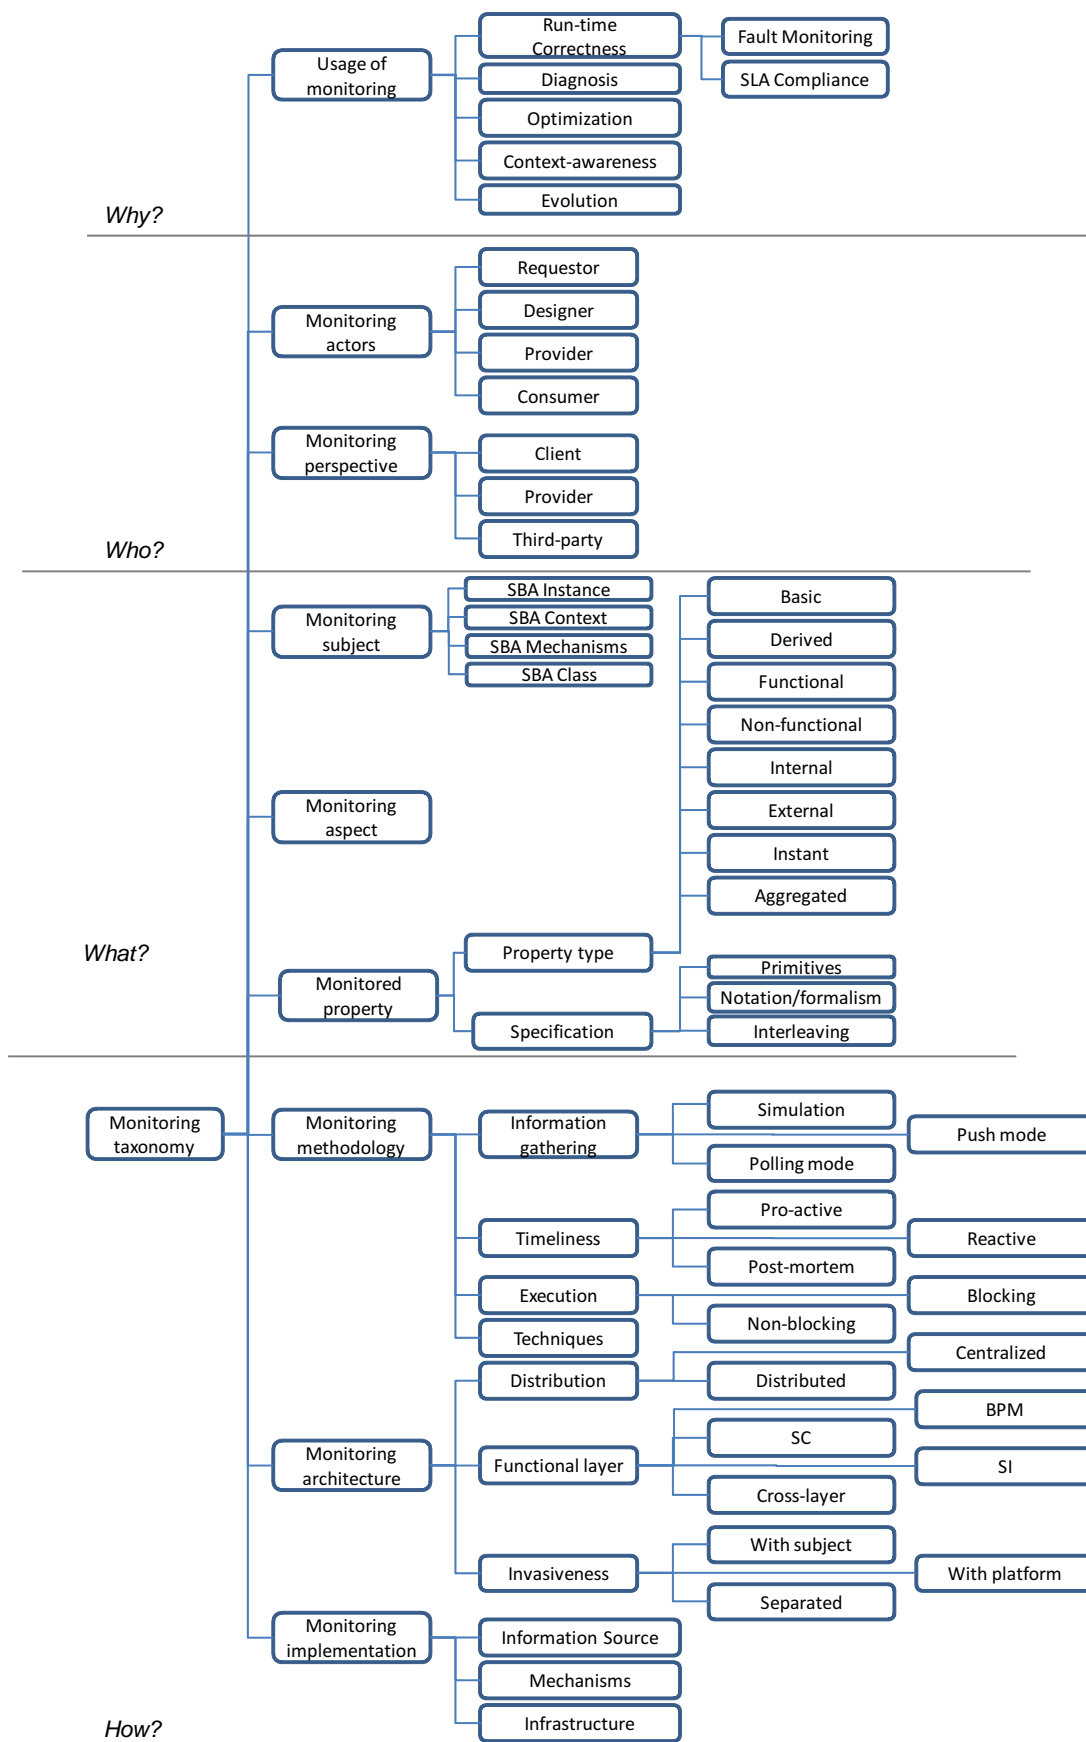 Usage of
monitoring
Run-time
Correctness
Fault Monitoring
SLA Compliance
Diagnosis
Optimization
Context-awareness
Evolution
Why?
Monitoring
actors
Requestor
Designer
Provider
Consumer
Monitoring
perspective
Client
Provider
Third-party
Who?
Monitoring
subject
SBA Instance
SBA Context
SBA Mechanisms
SBA Class
Monitoring
aspect
What?
Monitored
property
Property type
Basic
Derived
Functional
Non-functional
Internal
External
Instant
Aggregated
Specification
Primitives
Notation/formalism
Interleaving
Monitoring
taxonomy
Monitoring
methodology
Information
gathering
Simulation
Push mode
Polling mode
Timeliness
Pro-active
Reactive
Post-mortem
Execution
Blocking
Non-blocking
Techniques
Monitoring
architecture
Distribution
Centralized
Distributed
Functional layer
BPM
SC
SI
Cross-layer
Invasiveness
With subject
With platform
Separated
Monitoring
implementation
Information Source
Mechanisms
Infrastructure
How?